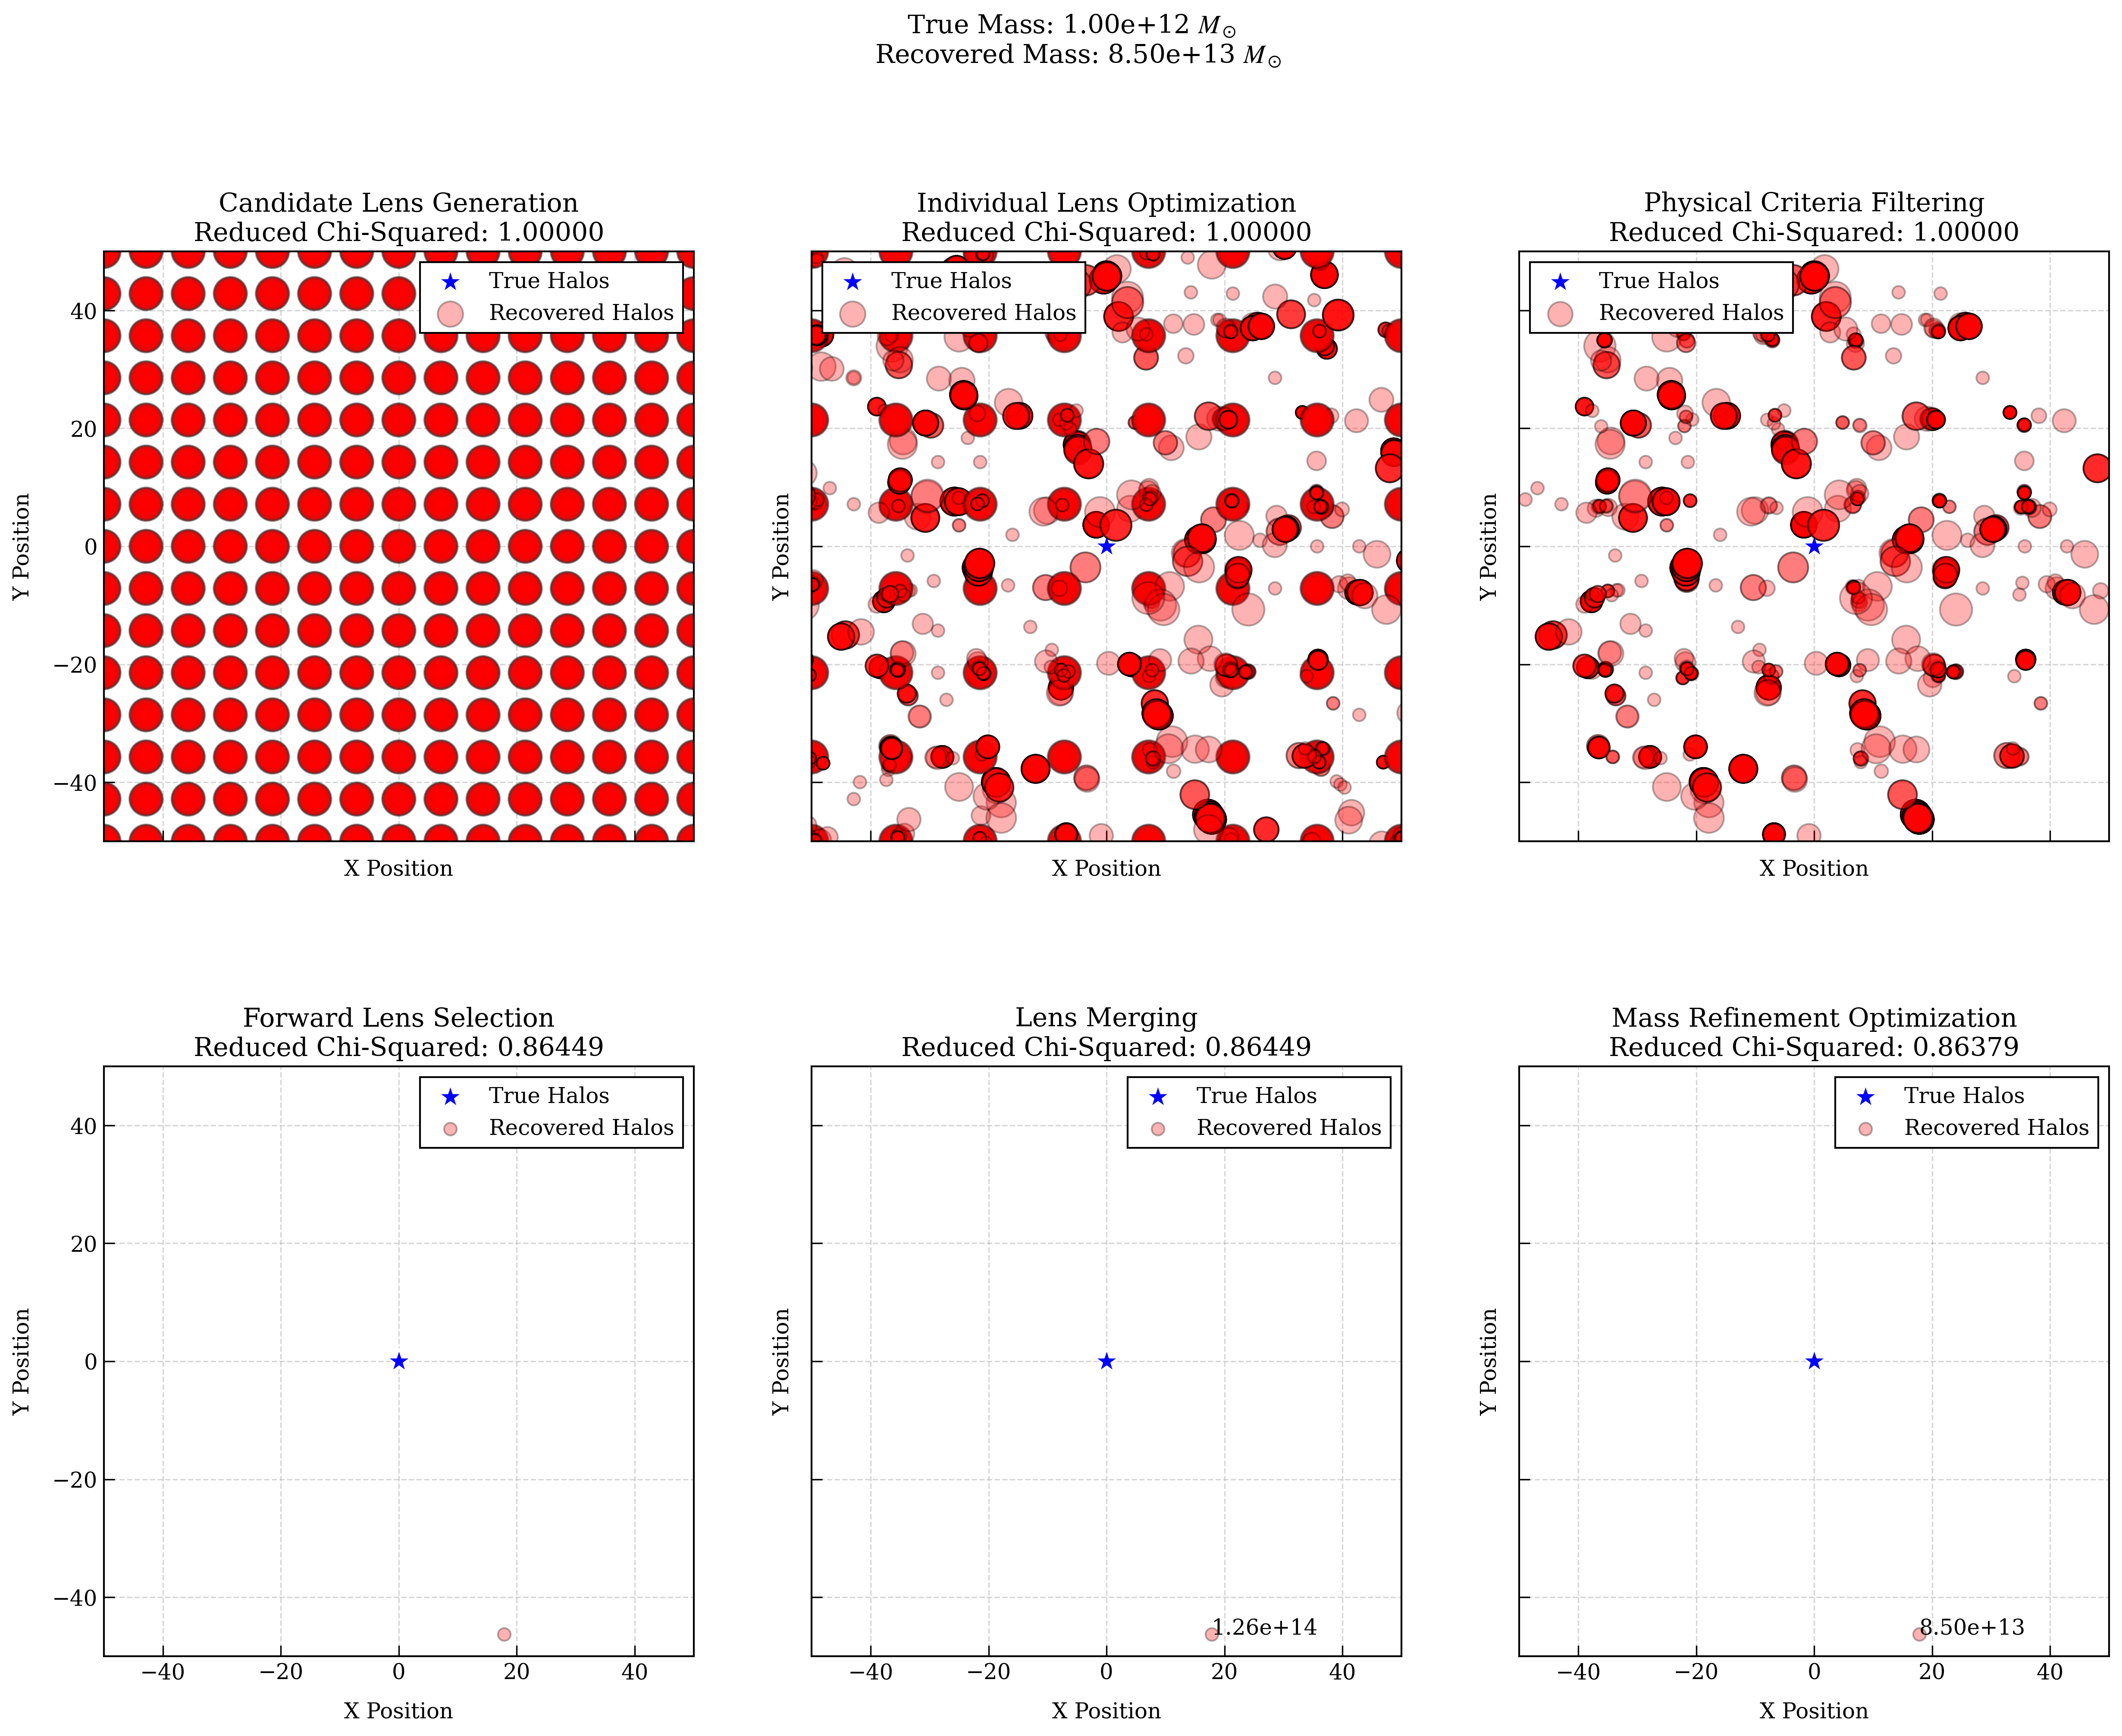 True Mass: 1.00e+12 M⊙
Recovered Mass: 8.50e+13 M⊙
Candidate Lens Generation
Reduced Chi-Squared: 1.00000
True Halos
Recovered Halos
40
20
0
−20
−40
Y Position
X Position
Individual Lens Optimization
Reduced Chi-Squared: 1.00000
True Halos
Recovered Halos
Y Position
X Position
Physical Criteria Filtering
Reduced Chi-Squared: 1.00000
True Halos
Recovered Halos
Y Position
X Position
Forward Lens Selection
Reduced Chi-Squared: 0.86449
True Halos
Recovered Halos
40
20
0
−20
−40
Y Position
−40 −20 0 20 40
X Position
Lens Merging
Reduced Chi-Squared: 0.86449
True Halos
Recovered Halos
Y Position
1.26e+14
−40 −20 0 20 40
X Position
Mass Refinement Optimization
Reduced Chi-Squared: 0.86379
True Halos
Recovered Halos
Y Position
8.50e+13
−40 −20 0 20 40
X Position